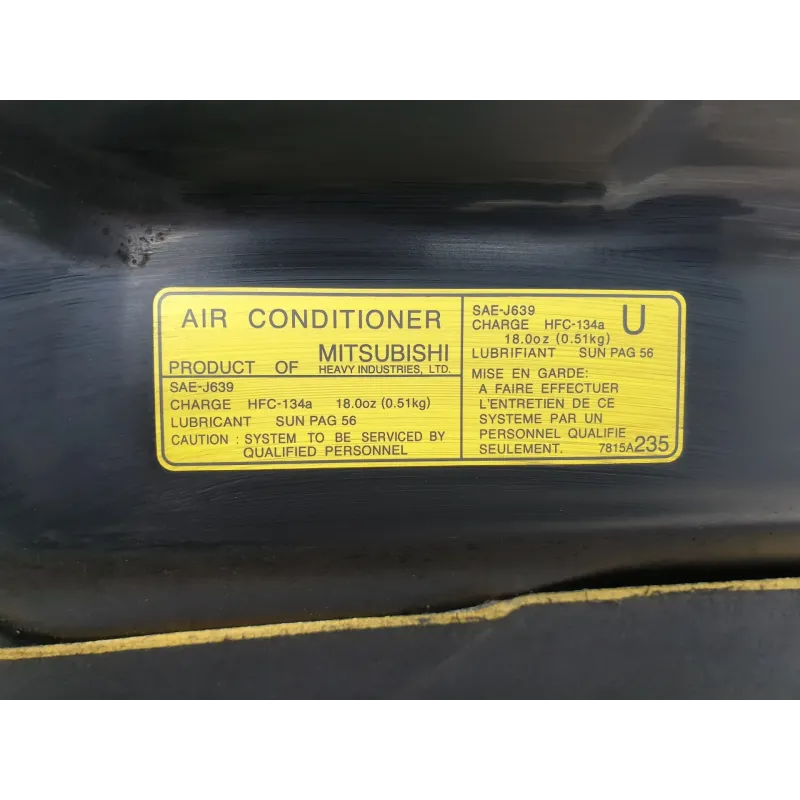 AIR CONDITIONER
PRODUCT OF MITSUBISHI
HEAVY INDUSTRIES, LTD.
SAE-J639
CHARGE HFC-134a 18.0oz (0.51kg)
LUBRICANT SUN PAG 56
CAUTION : SYSTEM TO BE SERVICED BY
QUALIFIED PERSONNEL
SAE-J639
CHARGE HFC-134a U
18.0oz (0.51kg)
LUBRIFIANT SUN PAG 56
MISE EN GARDE:
A FAIRE EFFECTUER
L'ENTRETIEN DE CE
SYSTEME PAR UN
PERSONNEL QUALIFIE
SEULEMENT. 7815A235